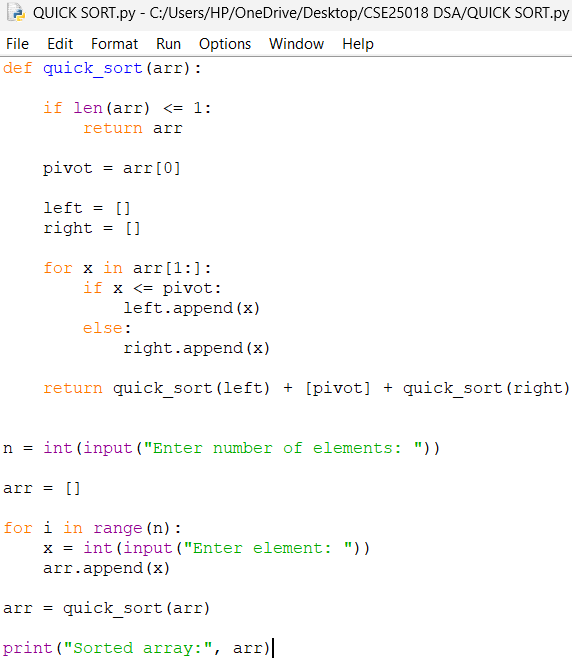 QUICK SORT.py - C:/Users/HP/OneDrive/Desktop/CSE25018 DSA/QUICK SORT.py
File Edit Format Run Options Window Help
def quick_sort(arr):

    if len(arr) <= 1:
        return arr

    pivot = arr[0]

    left = []
    right = []

    for x in arr[1:]:
        if x <= pivot:
            left.append(x)
        else:
            right.append(x)

    return quick_sort(left) + [pivot] + quick_sort(right)


n = int(input("Enter number of elements: "))

arr = []

for i in range(n):
    x = int(input("Enter element: "))
    arr.append(x)

arr = quick_sort(arr)

print("Sorted array:", arr)